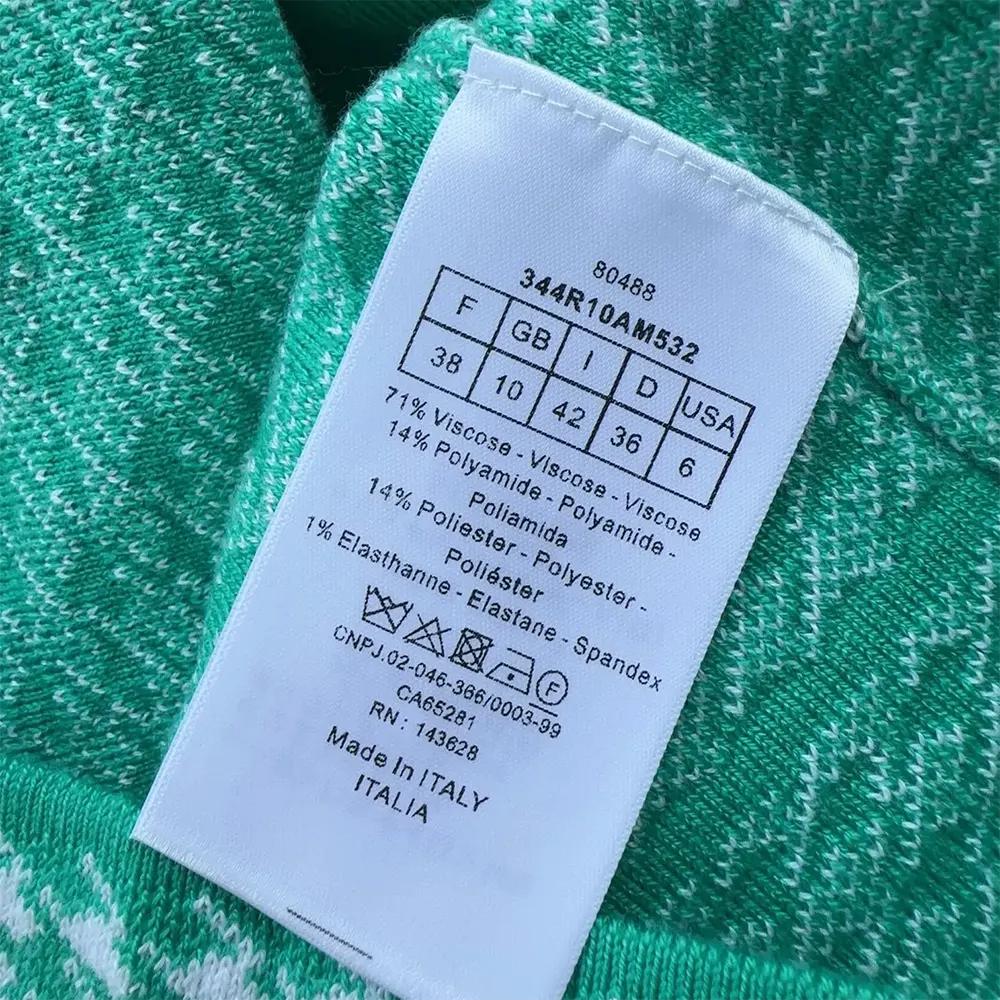 80488
344R10AM532
F GB I D USA
38 10 42 36 6
71% Viscose - Viscose - Viscose
14% Polyamide - Polyamide -
Poliamida
14% Poliester - Polyester -
Poliéster
1% Elasthanne - Elastane - Spandex
F
CNPJ.02-046-366/0003-99
CA65281
RN: 143628
Made In ITALY
ITALIA